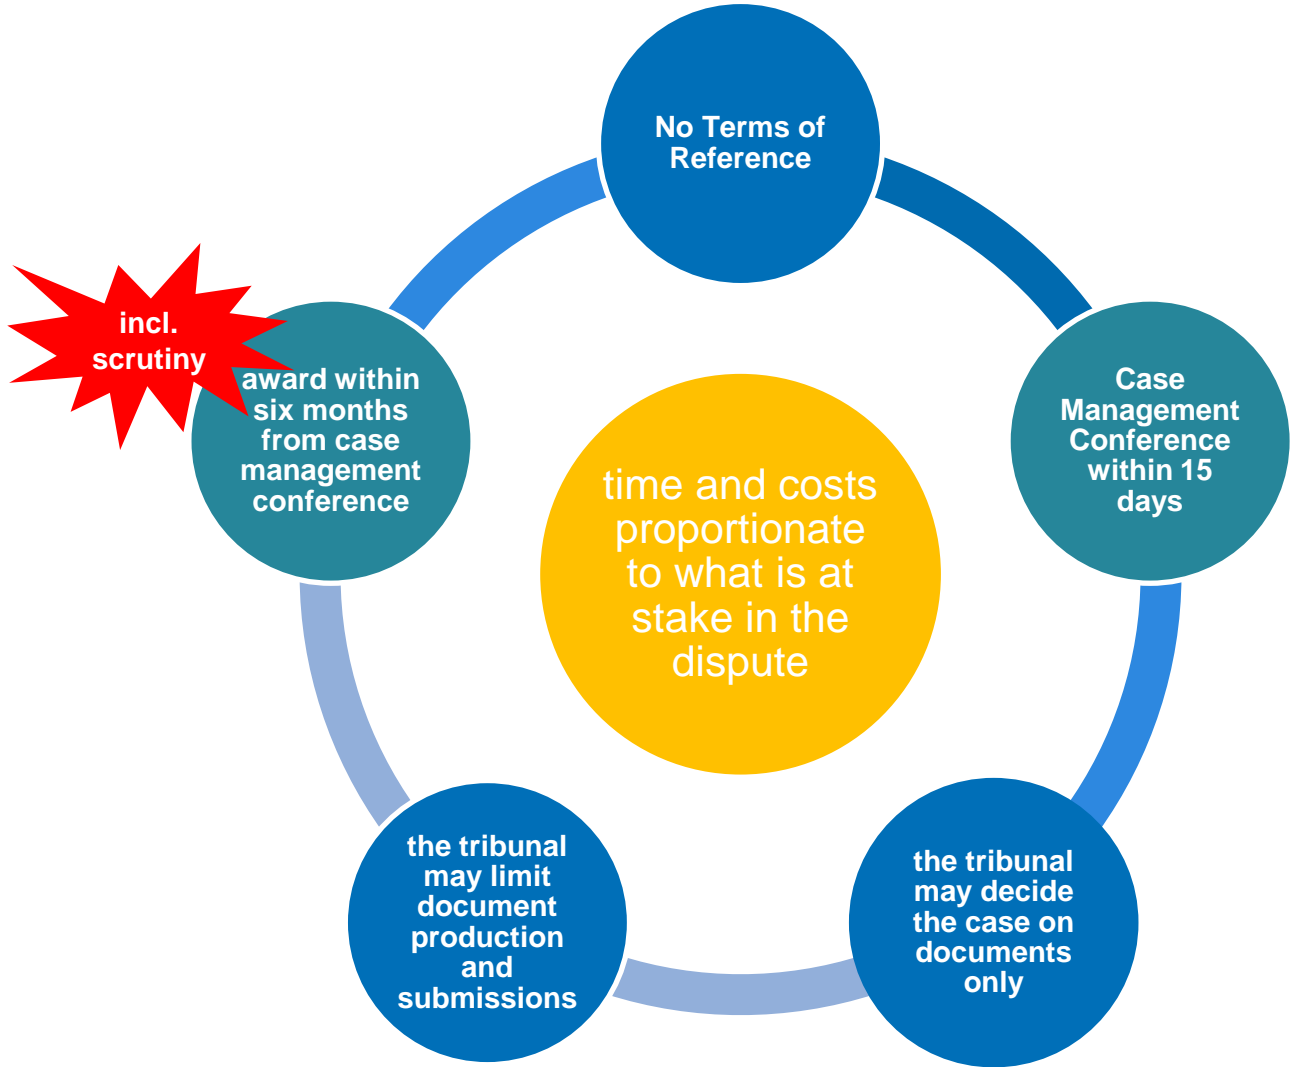 No Terms of
Reference
Case
Management
Conference
within 15
days
the tribunal
may decide
the case on
documents
only
the tribunal
may limit
document
production
and
submissions
incl.
scrutiny
award within
six months
from case
management
conference
time and costs
proportionate
to what is at
stake in the
dispute